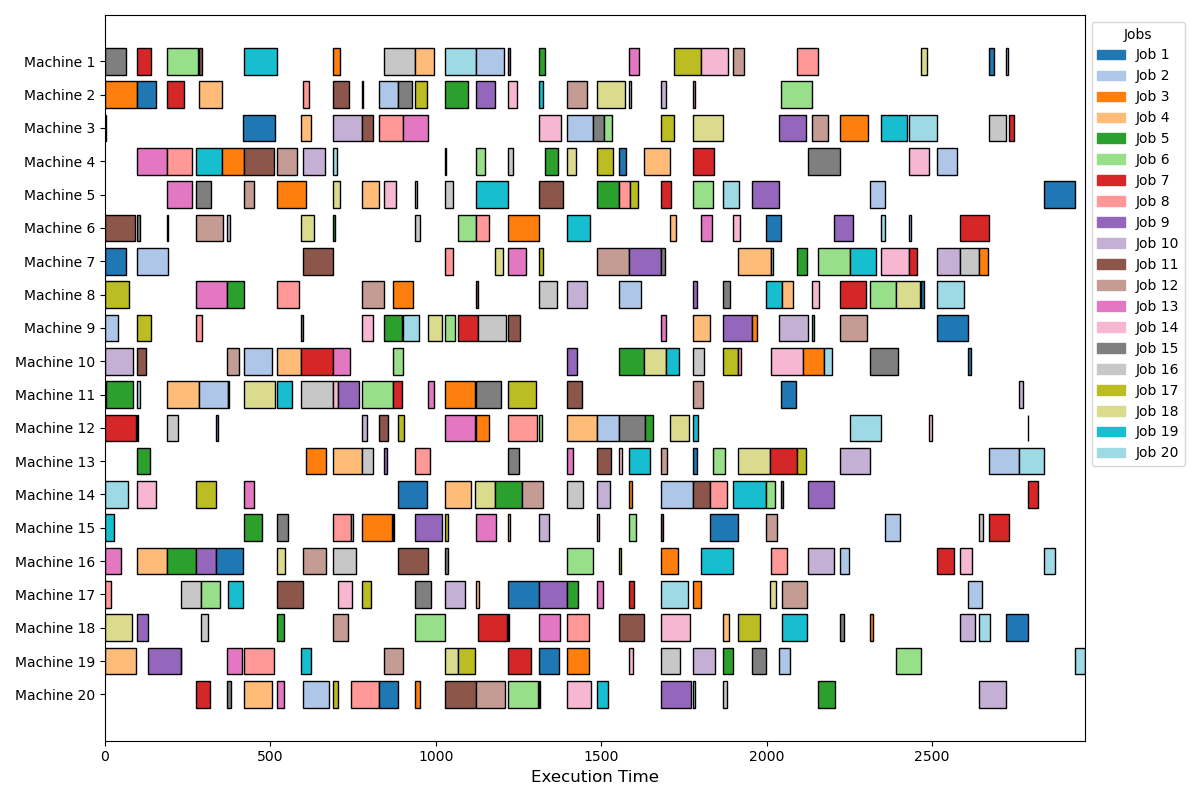 Machine 1
Machine 2
Machine 3
Machine 4
Machine 5
Machine 6
Machine 7
Machine 8
Machine 9
Machine 10
Machine 11
Machine 12
Machine 13
Machine 14
Machine 15
Machine 16
Machine 17
Machine 18
Machine 19
Machine 20
0 500 1000 1500 2000 2500
Execution Time
Jobs
Job 1
Job 2
Job 3
Job 4
Job 5
Job 6
Job 7
Job 8
Job 9
Job 10
Job 11
Job 12
Job 13
Job 14
Job 15
Job 16
Job 17
Job 18
Job 19
Job 20